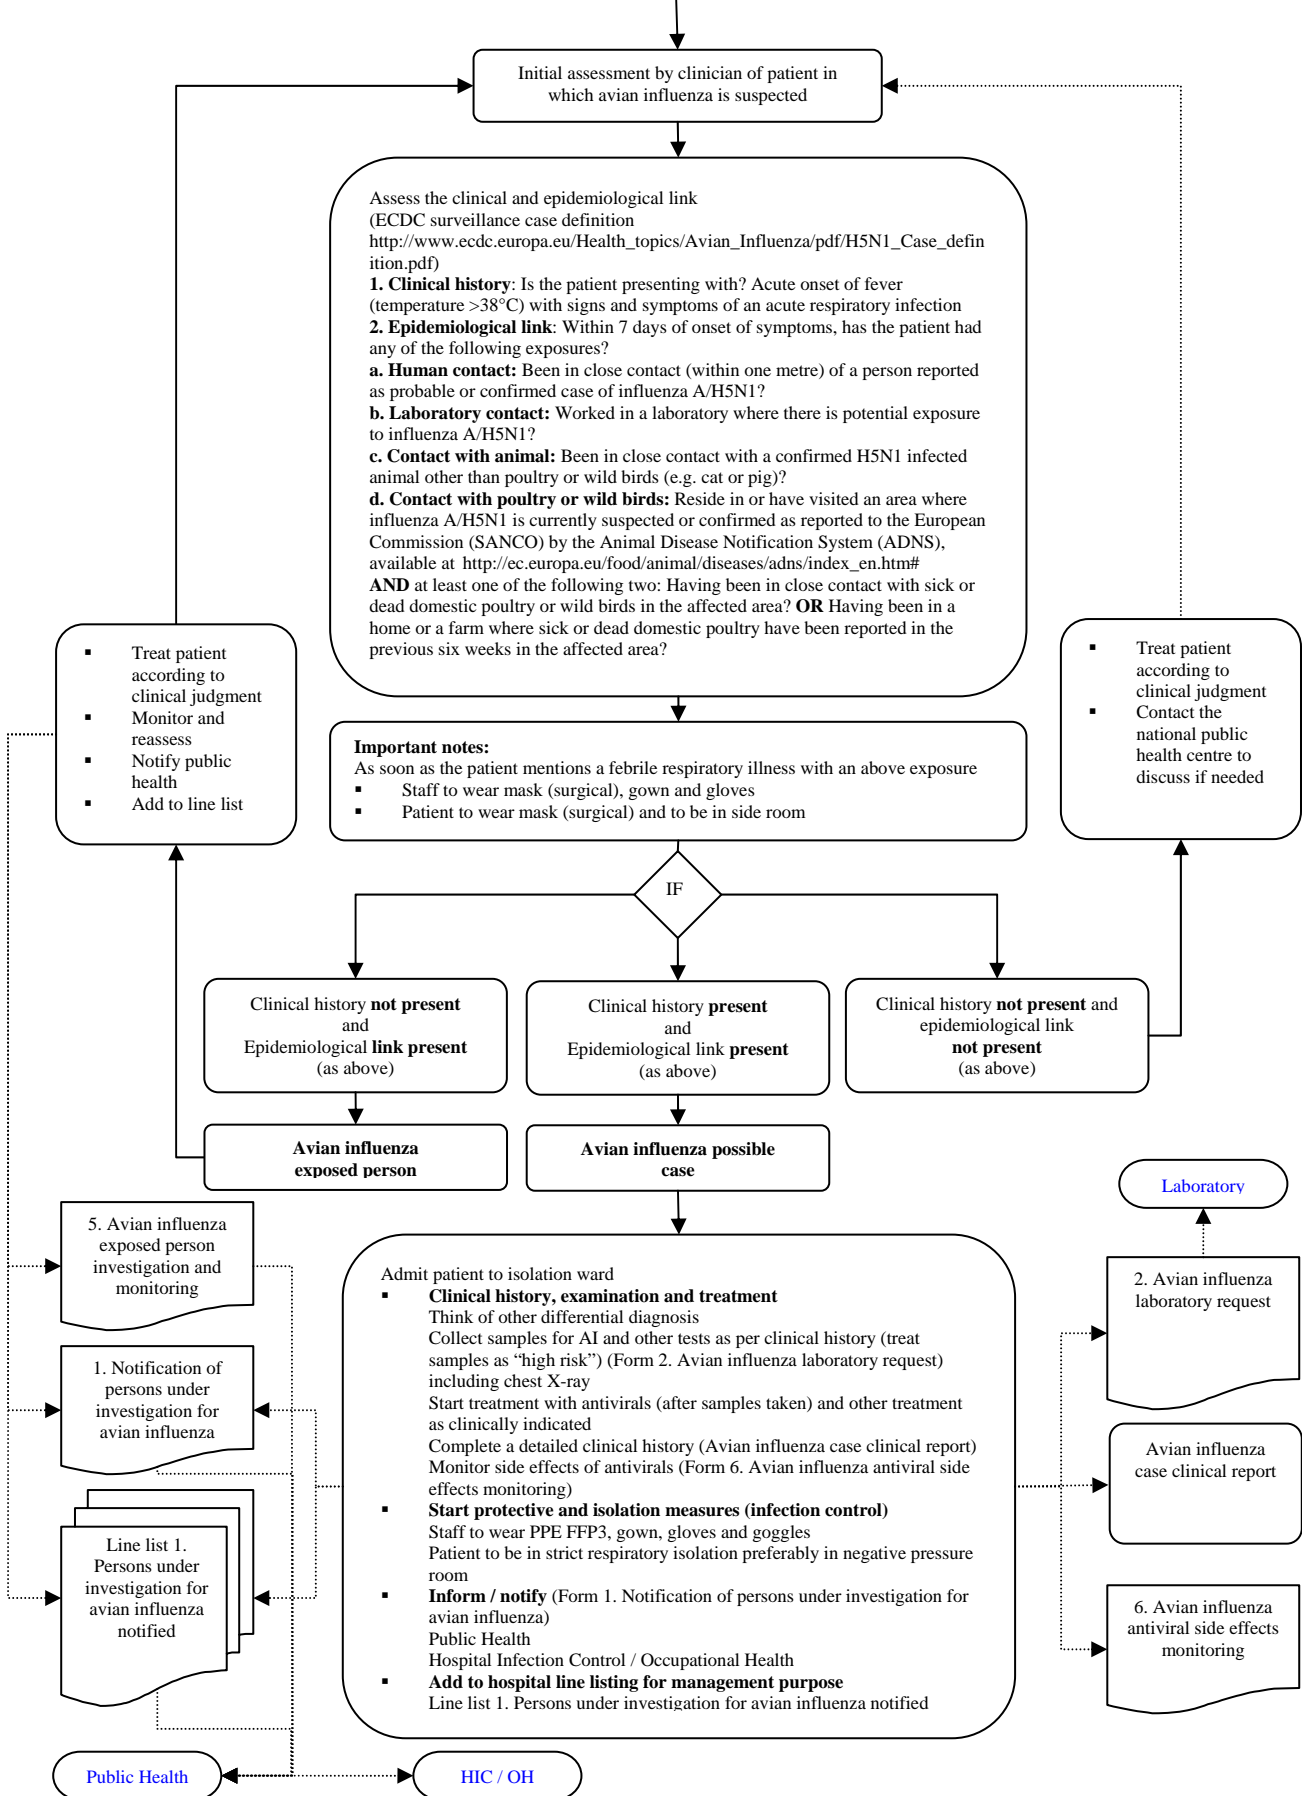 Initial assessment by clinician of patient in
which avian influenza is suspected
Assess the clinical and epidemiological link
(ECDC surveillance case definition
http://www.ecdc.europa.eu/Health_topics/Avian_Influenza/pdf/H5N1_Case_defin
ition.pdf)
1. Clinical history: Is the patient presenting with? Acute onset of fever
(temperature >38°C) with signs and symptoms of an acute respiratory infection
2. Epidemiological link: Within 7 days of onset of symptoms, has the patient had
any of the following exposures?
a. Human contact: Been in close contact (within one metre) of a person reported
as probable or confirmed case of influenza A/H5N1?
b. Laboratory contact: Worked in a laboratory where there is potential exposure
to influenza A/H5N1?
c. Contact with animal: Been in close contact with a confirmed H5N1 infected
animal other than poultry or wild birds (e.g. cat or pig)?
d. Contact with poultry or wild birds: Reside in or have visited an area where
influenza A/H5N1 is currently suspected or confirmed as reported to the European
Commission (SANCO) by the Animal Disease Notification System (ADNS),
available at http://ec.europa.eu/food/animal/diseases/adns/index_en.htm#
AND at least one of the following two: Having been in close contact with sick or
dead domestic poultry or wild birds in the affected area? OR Having been in a
home or a farm where sick or dead domestic poultry have been reported in the
previous six weeks in the affected area?
▪ Treat patient
according to
clinical judgment
▪ Monitor and
reassess
▪ Notify public
health
▪ Add to line list
▪ Treat patient
according to
clinical judgment
▪ Contact the
national public
health centre to
discuss if needed
Important notes:
As soon as the patient mentions a febrile respiratory illness with an above exposure
▪ Staff to wear mask (surgical), gown and gloves
▪ Patient to wear mask (surgical) and to be in side room
IF
Clinical history not present
and
Epidemiological link present
(as above)
Clinical history present
and
Epidemiological link present
(as above)
Clinical history not present and
epidemiological link
not present
(as above)
Avian influenza
exposed person
Avian influenza possible
case
Laboratory
5. Avian influenza
exposed person
investigation and
monitoring
1. Notification of
persons under
investigation for
avian influenza
Line list 1.
Persons under
investigation for
avian influenza
notified
Admit patient to isolation ward
▪ Clinical history, examination and treatment
Think of other differential diagnosis
Collect samples for AI and other tests as per clinical history (treat
samples as “high risk”) (Form 2. Avian influenza laboratory request)
including chest X-ray
Start treatment with antivirals (after samples taken) and other treatment
as clinically indicated
Complete a detailed clinical history (Avian influenza case clinical report)
Monitor side effects of antivirals (Form 6. Avian influenza antiviral side
effects monitoring)
▪ Start protective and isolation measures (infection control)
Staff to wear PPE FFP3, gown, gloves and goggles
Patient to be in strict respiratory isolation preferably in negative pressure
room
▪ Inform / notify (Form 1. Notification of persons under investigation for
avian influenza)
Public Health
Hospital Infection Control / Occupational Health
▪ Add to hospital line listing for management purpose
Line list 1. Persons under investigation for avian influenza notified
2. Avian influenza
laboratory request
Avian influenza
case clinical report
6. Avian influenza
antiviral side effects
monitoring
Public Health
HIC / OH